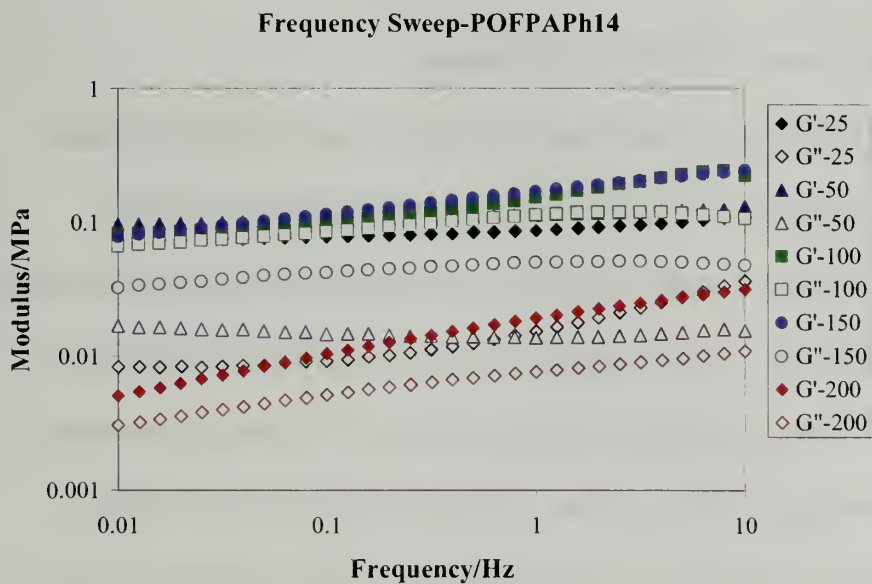 Frequency Sweep-POFPAPh14
Modulus/MPa
1
0.1
0.01
0.001
0.01
0.1
1
10
Frequency/Hz
G'-25
G"-25
G'-50
G"-50
G'-100
G"-100
G'-150
G"-150
G'-200
G"-200